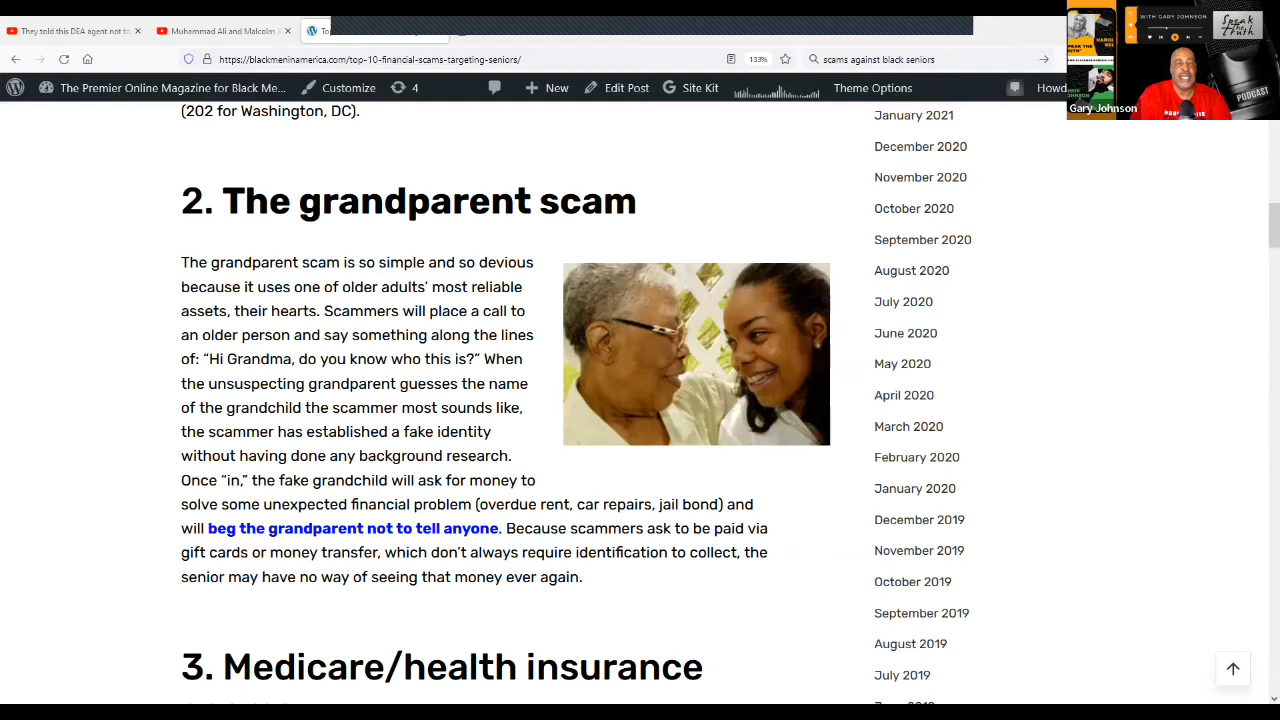 They told this DEA agent not to
Muhammad Ali and Malcolm X
https://blackmeninamerica.com/
scams-targeting-seniors/
133%
scams against black seniors
The Premier Online Magazine for Black Me...
Customize
4
New
Edit Post
Site Kit
Theme Options
Howd
WITH GARY JOHNSON
Speak the Truth
PODCAST
Gary Johnson
(202 for Washington, DC).
2. The grandparent scam
The grandparent scam is so simple and so devious
because it uses one of older adults’ most reliable
assets, their hearts. Scammers will place a call to
an older person and say something along the lines
of: “Hi Grandma, do you know who this is?” When
the unsuspecting grandparent guesses the name
of the grandchild the scammer most sounds like,
the scammer has established a fake identity
without having done any background research.
Once “in,” the fake grandchild will ask for money to
solve some unexpected financial problem (overdue rent, car repairs, jail bond) and
will beg the grandparent not to tell anyone. Because scammers ask to be paid via
gift cards or money transfer, which don’t always require identification to collect, the
senior may have no way of seeing that money ever again.
3. Medicare/health insurance
January 2021
December 2020
November 2020
October 2020
September 2020
August 2020
July 2020
June 2020
May 2020
April 2020
March 2020
February 2020
January 2020
December 2019
November 2019
October 2019
September 2019
August 2019
July 2019